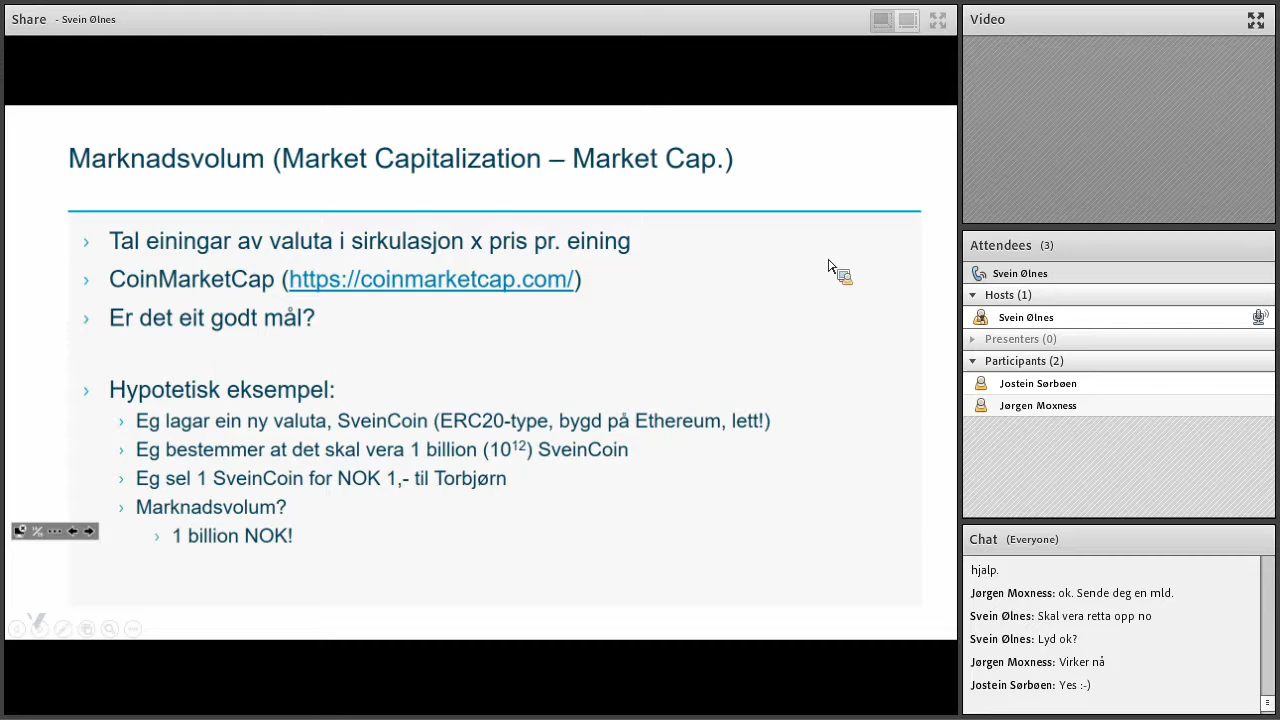 Share - Svein Ølnes
Marknadsvolum (Market Capitalization – Market Cap.)
› Tal einingar av valuta i sirkulasjon x pris pr. eining
› CoinMarketCap (https://coinmarketcap.com/)
› Er det eit godt mål?
› Hypotetisk eksempel:
› Eg lagar ein ny valuta, SveinCoin (ERC20-type, bygd på Ethereum, lett!)
› Eg bestemmer at det skal vera 1 billion (10¹²) SveinCoin
› Eg sel 1 SveinCoin for NOK 1,- til Torbjørn
› Marknadsvolum?
› 1 billion NOK!
Video
Attendees (3)
Svein Ølnes
Hosts (1)
Svein Ølnes
Presenters (0)
Participants (2)
Jostein Sørbøen
Jørgen Moxness
Chat (Everyone)
hjalp.
Jørgen Moxness: ok. Sende deg en mld.
Svein Ølnes: Skal vera retta opp no
Svein Ølnes: Lyd ok?
Jørgen Moxness: Virker nå
Jostein Sørbøen: Yes :-)